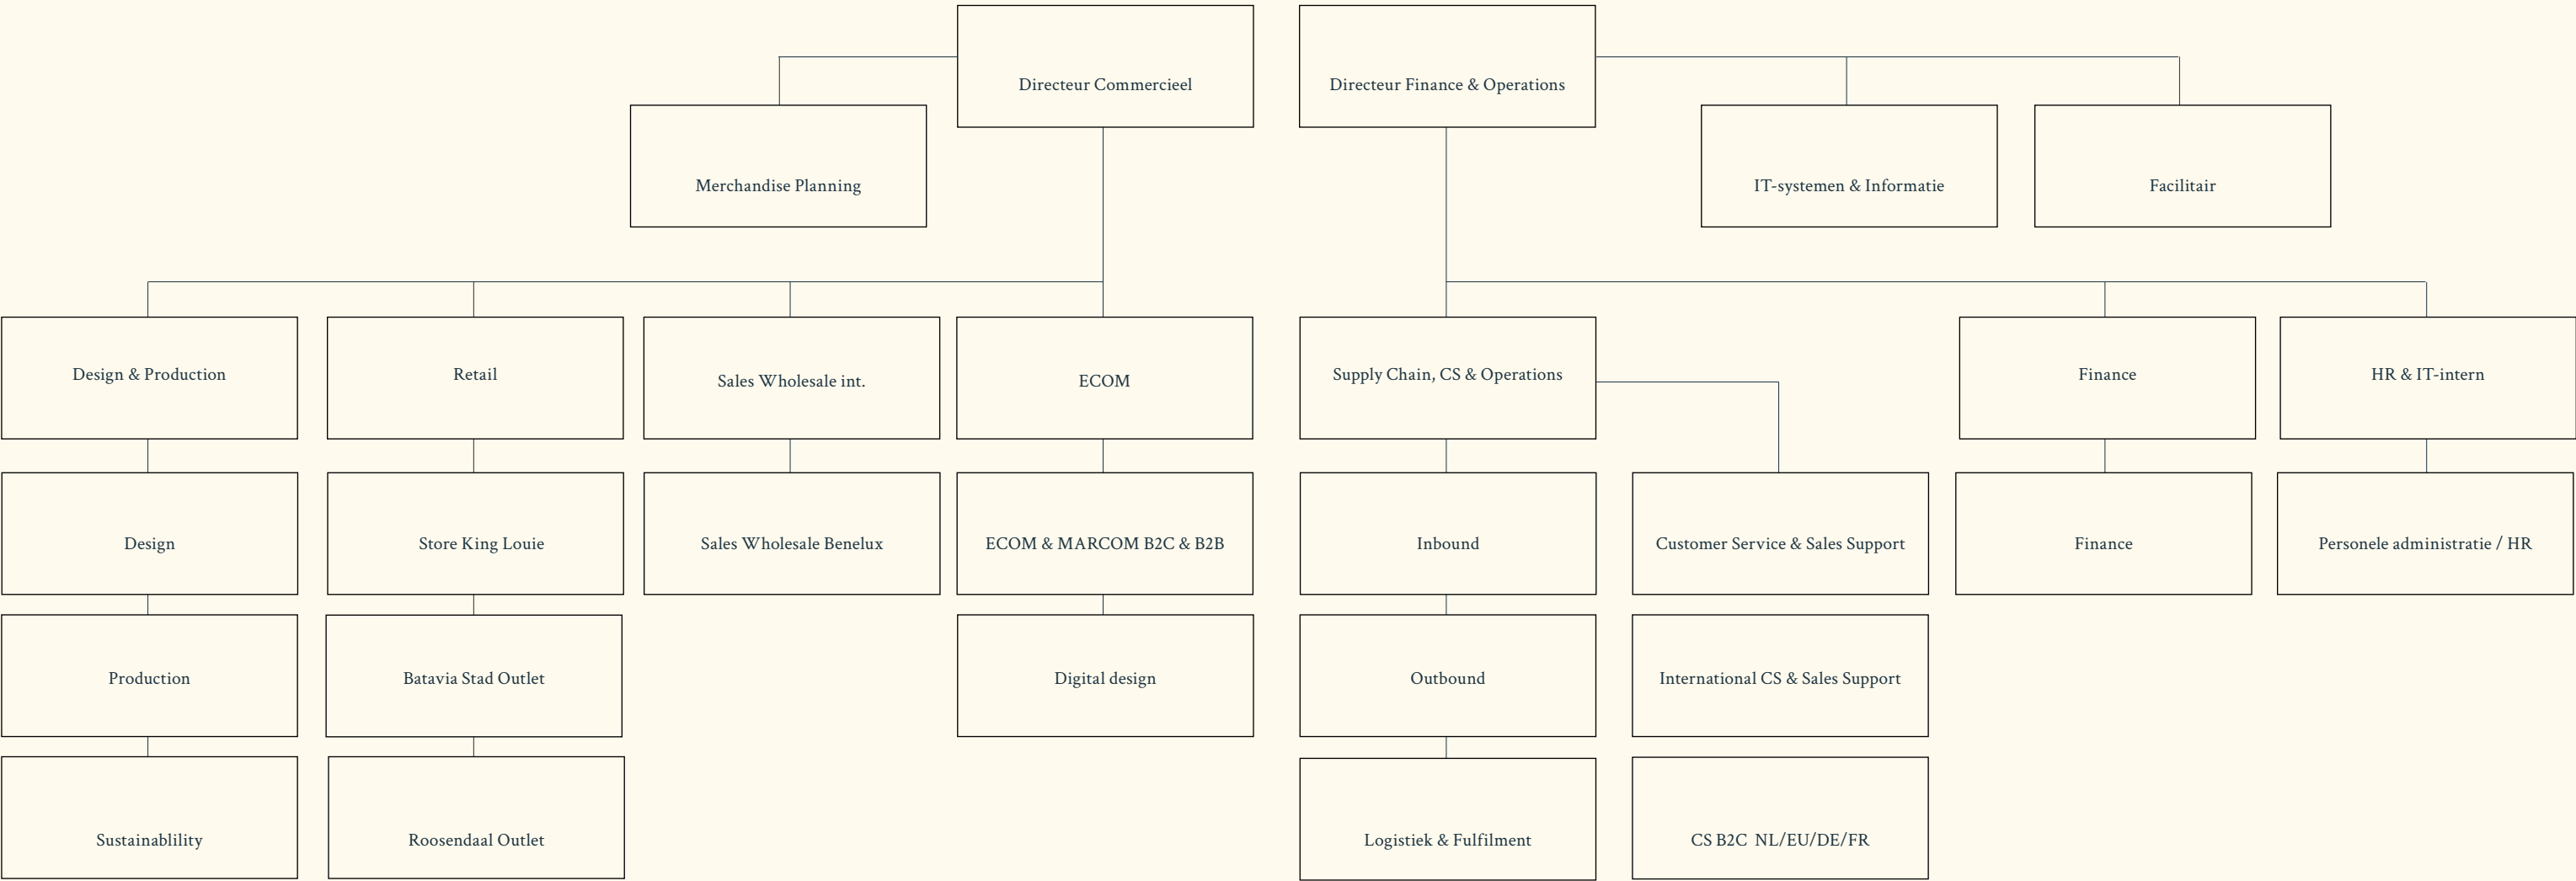 Directeur Commercieel
Directeur Finance & Operations
Merchandise Planning
IT-systemen & Informatie
Facilitair
Design & Production
Retail
Sales Wholesale int.
ECOM
Supply Chain, CS & Operations
Finance
HR & IT-intern
Design
Store King Louie
Sales Wholesale Benelux
ECOM & MARCOM B2C & B2B
Inbound
Customer Service & Sales Support
Finance
Personele administratie / HR
Production
Batavia Stad Outlet
Digital design
Outbound
International CS & Sales Support
Sustainablility
Roosendaal Outlet
Logistiek & Fulfilment
CS B2C NL/EU/DE/FR